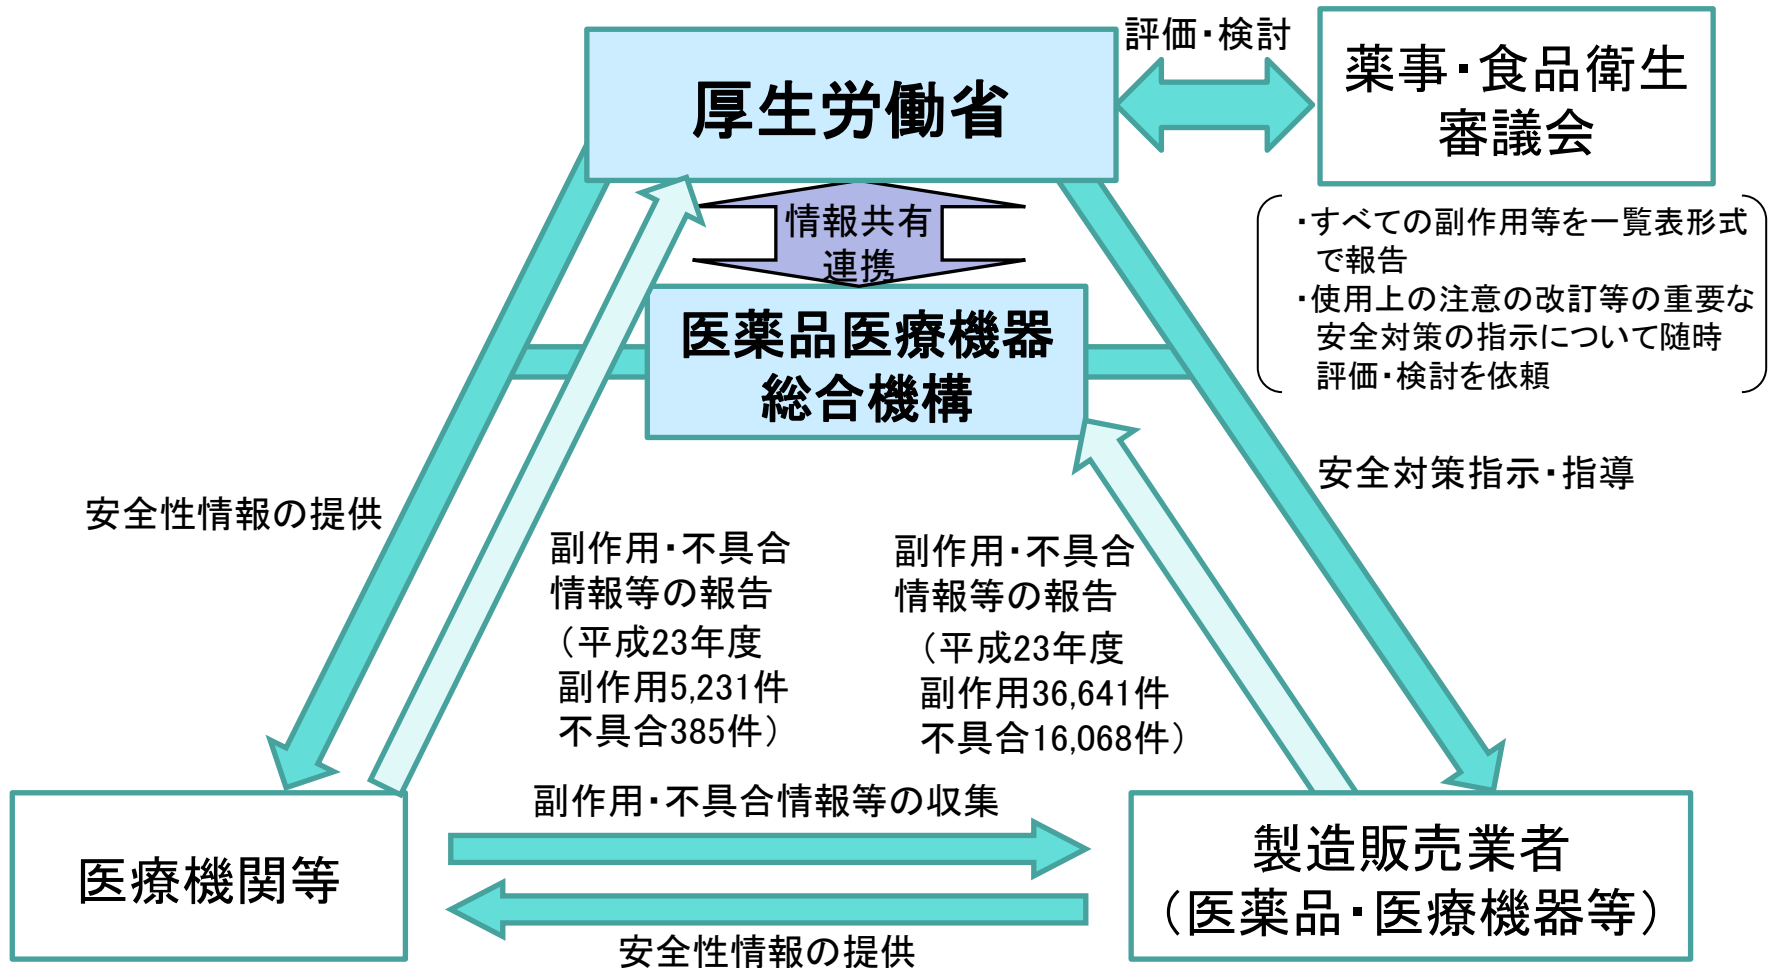 厚生労働省
評価・検討
薬事・食品衛生
審議会
・すべての副作用等を一覧表形式
で報告
・使用上の注意の改訂等の重要な
安全対策の指示について随時
評価・検討を依頼
情報共有
連携
医薬品医療機器
総合機構
安全性情報の提供
安全対策指示・指導
副作用・不具合
情報等の報告
（平成23年度
副作用5,231件
不具合385件）
副作用・不具合
情報等の報告
（平成23年度
副作用36,641件
不具合16,068件）
副作用・不具合情報等の収集
医療機関等
製造販売業者
（医薬品・医療機器等）
安全性情報の提供